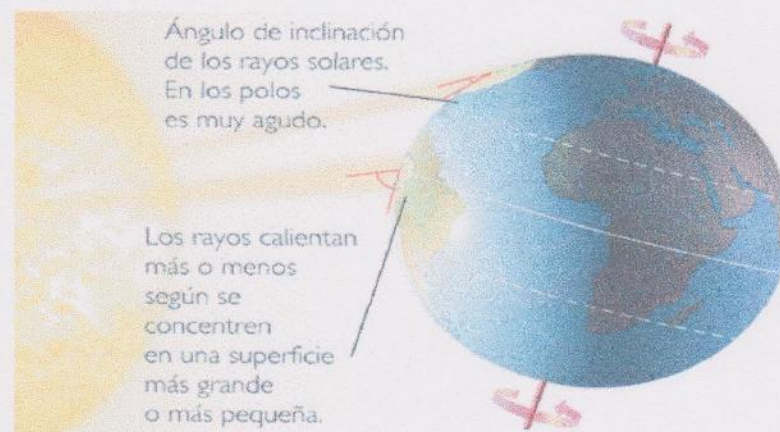 Ángulo de inclinación
de los rayos solares.
En los polos
es muy agudo.
Los rayos calientan
más o menos
según se
concentren
en una superficie
más grande
o más pequeña.